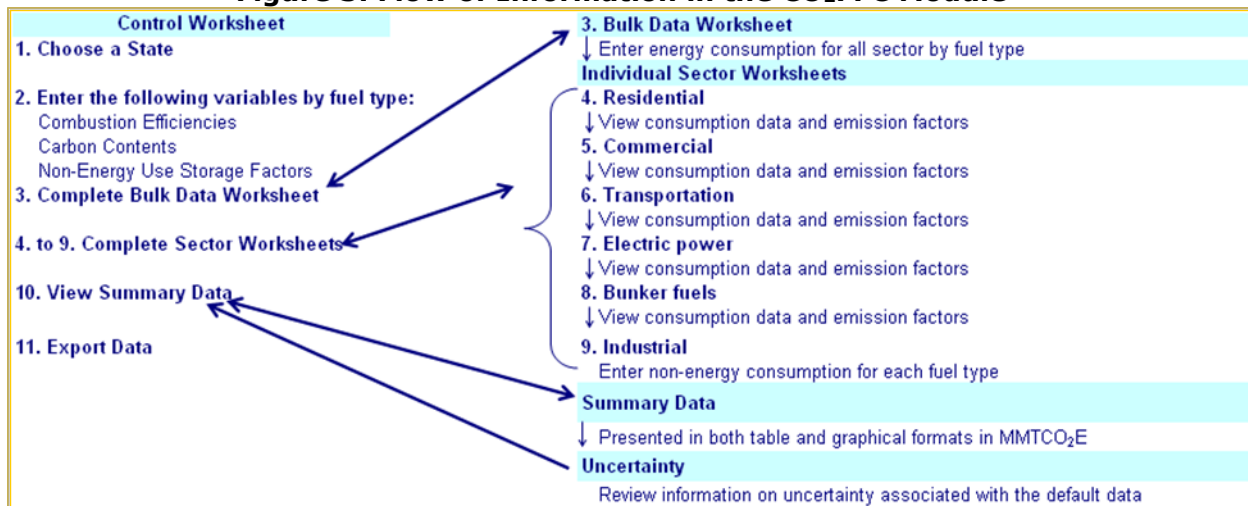 Control Worksheet
1. Choose a State
2. Enter the following variables by fuel type:
Combustion Efficiencies
Carbon Contents
Non-Energy Use Storage Factors
3. Complete Bulk Data Worksheet
4. to 9. Complete Sector Worksheets
10. View Summary Data
11. Export Data
3. Bulk Data Worksheet
↓ Enter energy consumption for all sector by fuel type
Individual Sector Worksheets
4. Residential
↓ View consumption data and emission factors
5. Commercial
↓ View consumption data and emission factors
6. Transportation
↓ View consumption data and emission factors
7. Electric power
↓ View consumption data and emission factors
8. Bunker fuels
↓ View consumption data and emission factors
9. Industrial
Enter non-energy consumption for each fuel type
Summary Data
↓ Presented in both table and graphical formats in MMTCO₂E
Uncertainty
Review information on uncertainty associated with the default data